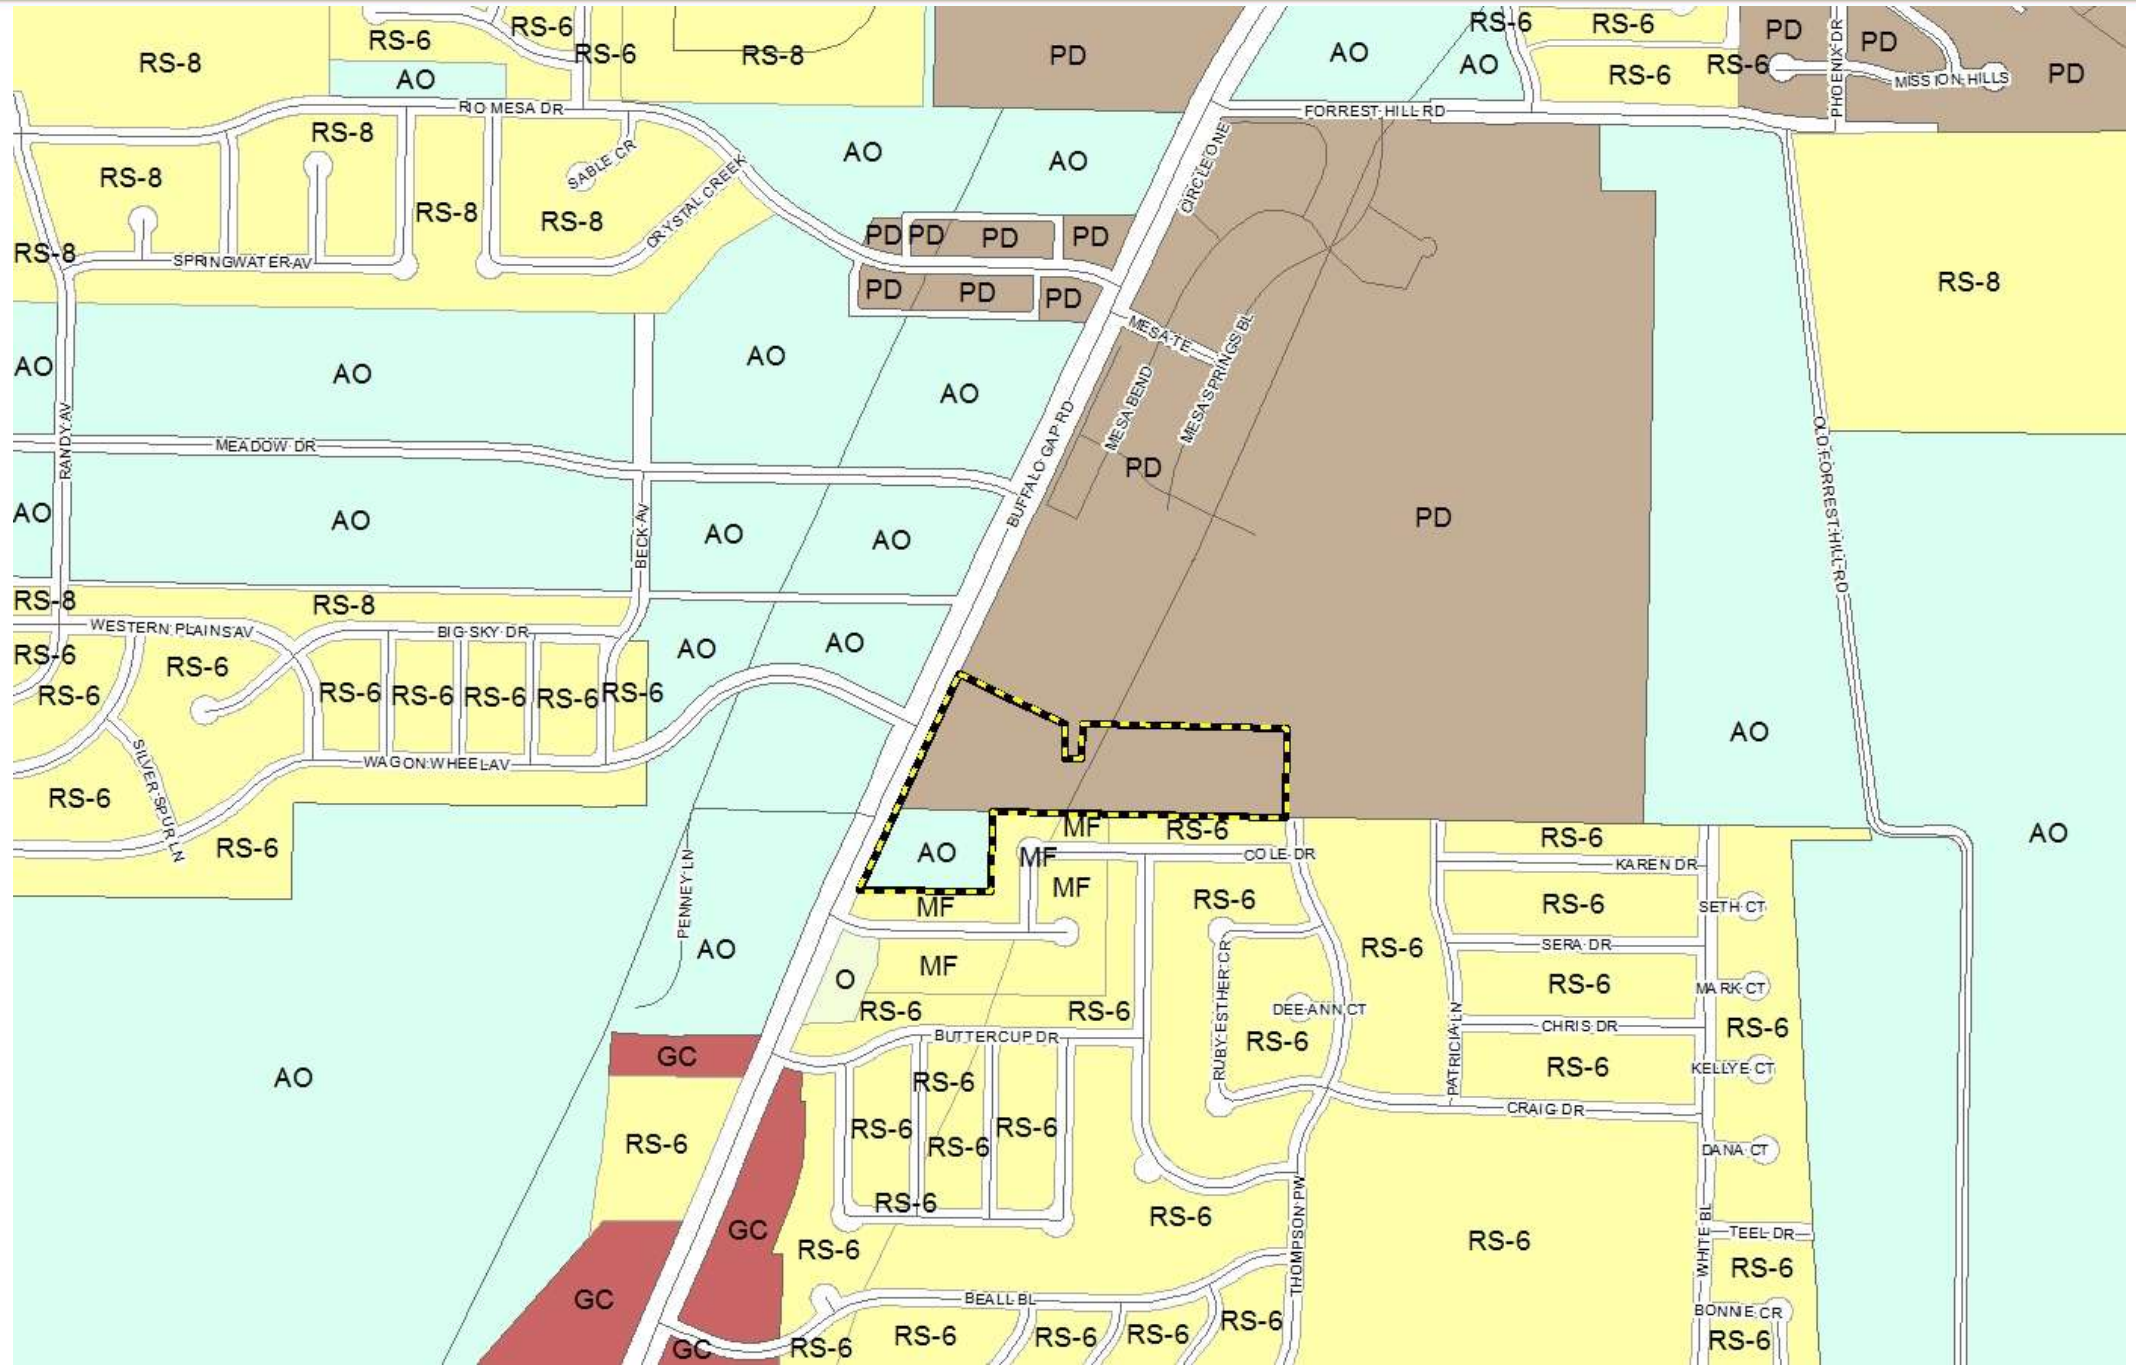 RS-6
RS-6
RS-6
RS-6
PD
PD
RS-8
RS-6
RS-8
PD
AO
AO
RS-6
RS-6
PD
AO
MISSION HILLS
PHOENIX DR
RIO MESA DR
FORREST HILL RD
RS-8
SABLE CR
AO
AO
CIRCLE ONE
RS-8
RS-8
RS-8
CRYSTAL CREEK
PD
PD
PD
PD
RS-8
SPRINGWATER AV
RS-8
PD
PD
PD
MESA TE
AO
AO
AO
AO
MESA BEND
MESA SPRINGS BL
RANDY AV
MEADOW DR
BUFFALO GAP RD
PD
OLD FORREST HILL RD
AO
AO
BECK AV
AO
AO
PD
RS-8
RS-8
WESTERN PLAINS AV
BIG SKY DR
RS-6
RS-6
AO
AO
RS-6
RS-6
RS-6
RS-6
RS-6
RS-6
AO
WAGON WHEEL AV
SILVER SPUR LN
RS-6
RS-6
MF
RS-6
RS-6
AO
AO
MF
COLE DR
KAREN DR
MF
PENNEY LN
MF
RS-6
RS-6
SETH CT
AO
RS-6
SERA DR
MF
O
RS-6
MARK CT
RS-6
RS-6
RUBY ESTHER CR
DEE ANN CT
PATRICIA LN
CHRIS DR
RS-6
BUTTERCUP DR
RS-6
GC
RS-6
KELLYE CT
AO
RS-6
CRAIG DR
RS-6
RS-6
RS-6
RS-6
DANA CT
RS-6
RS-6
GC
RS-6
THOMPSON PW
RS-6
WHITE BL
TEEL DR
RS-6
GC
BEALL BL
BONNIE CR
RS-6
RS-6
RS-6
RS-6
GC
RS-6
RS-6